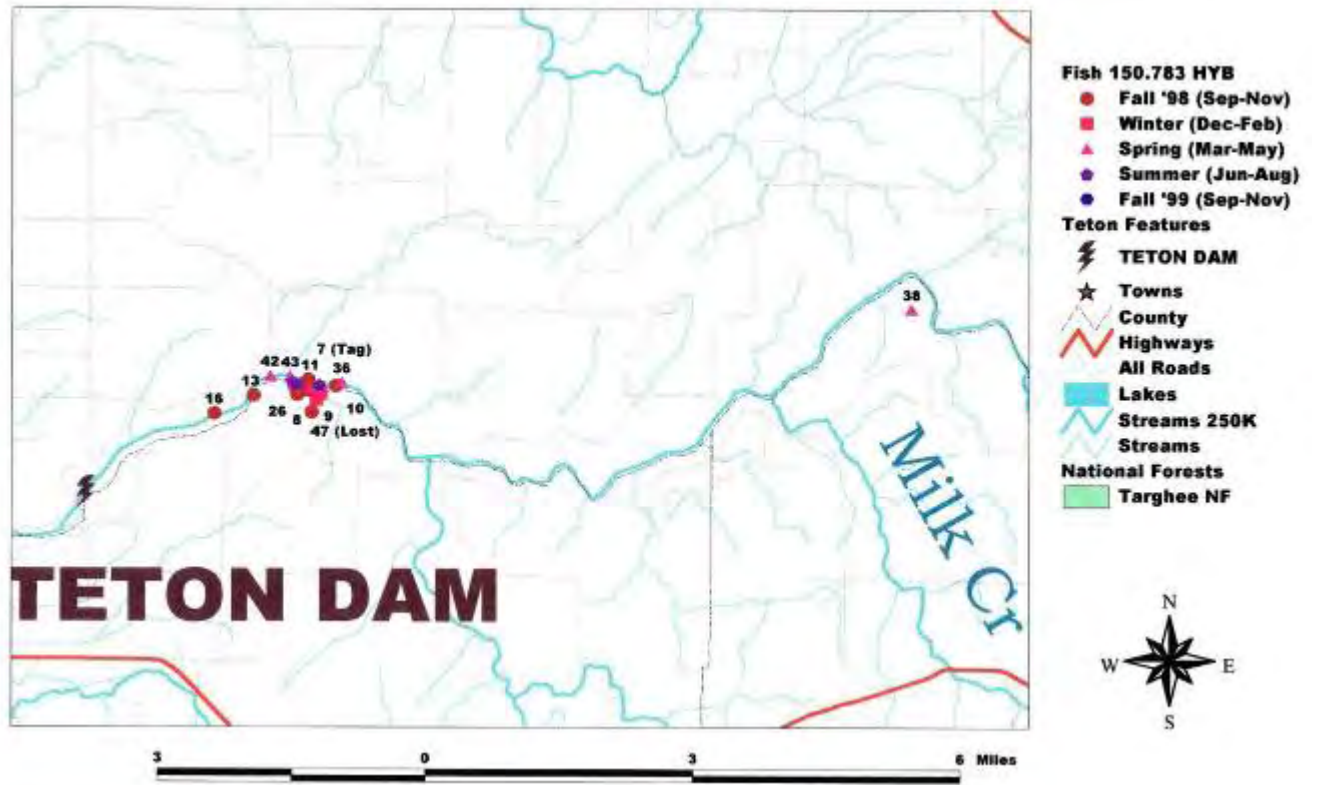 Fish 150.783 HYB
Fall '98 (Sep-Nov)
Winter (Dec-Feb)
Spring (Mar-May)
Summer (Jun-Aug)
Fall '99 (Sep-Nov)
Teton Features
TETON DAM
Towns
County
Highways
All Roads
Lakes
Streams 250K
Streams
National Forests
Targhee NF
38
7 (Tag)
42 43 11 36
13
16
26 9 10
8
47 (Lost)
Milk Cr
TETON DAM
N
W E
S
3 0 3 6 Miles